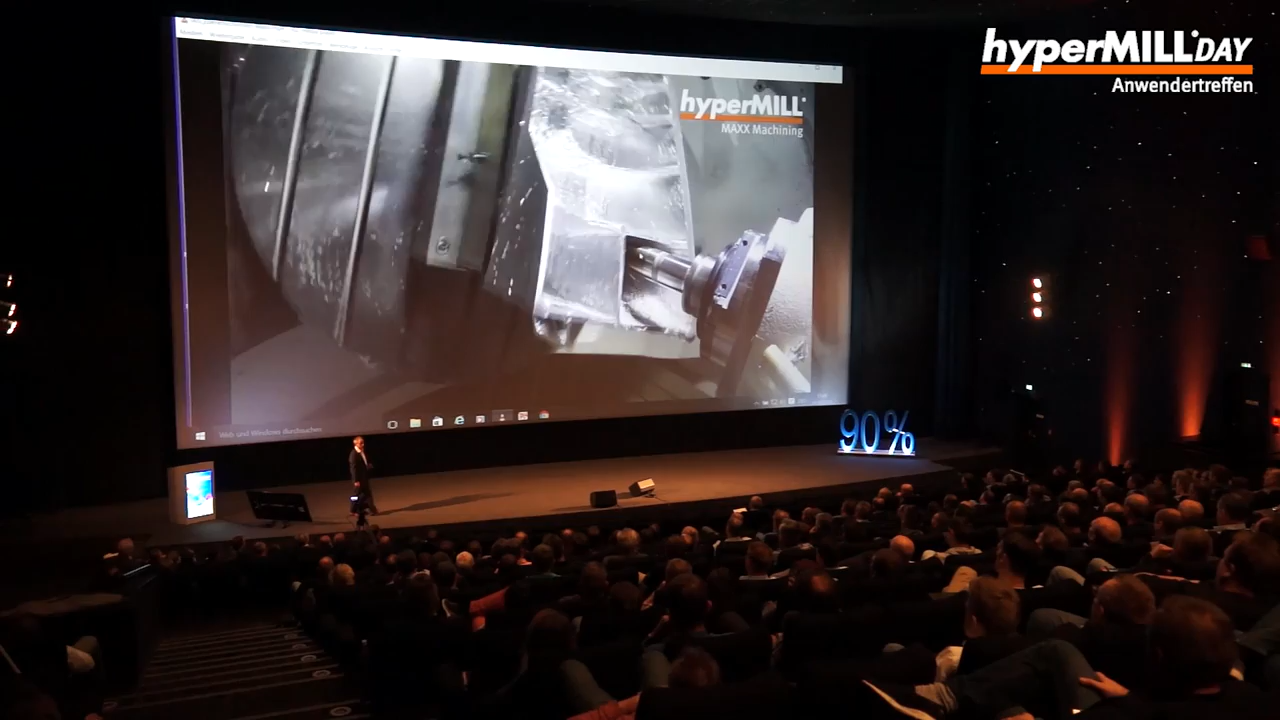 hyperMILL® DAY
Anwendertreffen
hyperMILL®
MAXX Machining
Web und Windows durchsuchen
90%